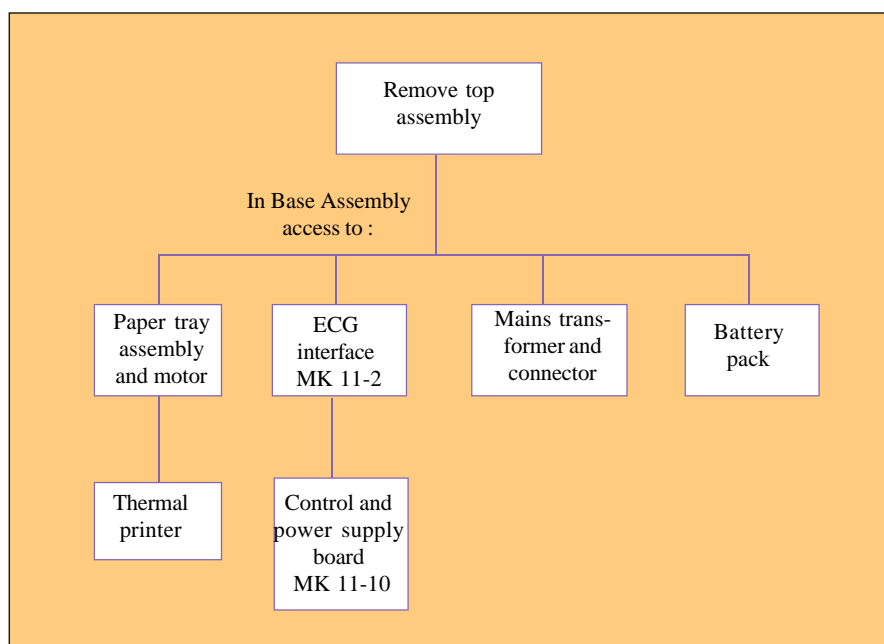 Remove top
assembly
In Base Assembly
access to :
Paper tray
assembly
and motor
ECG
interface
MK 11-2
Mains trans-
former and
connector
Battery
pack
Thermal
printer
Control and
power supply
board
MK 11-10